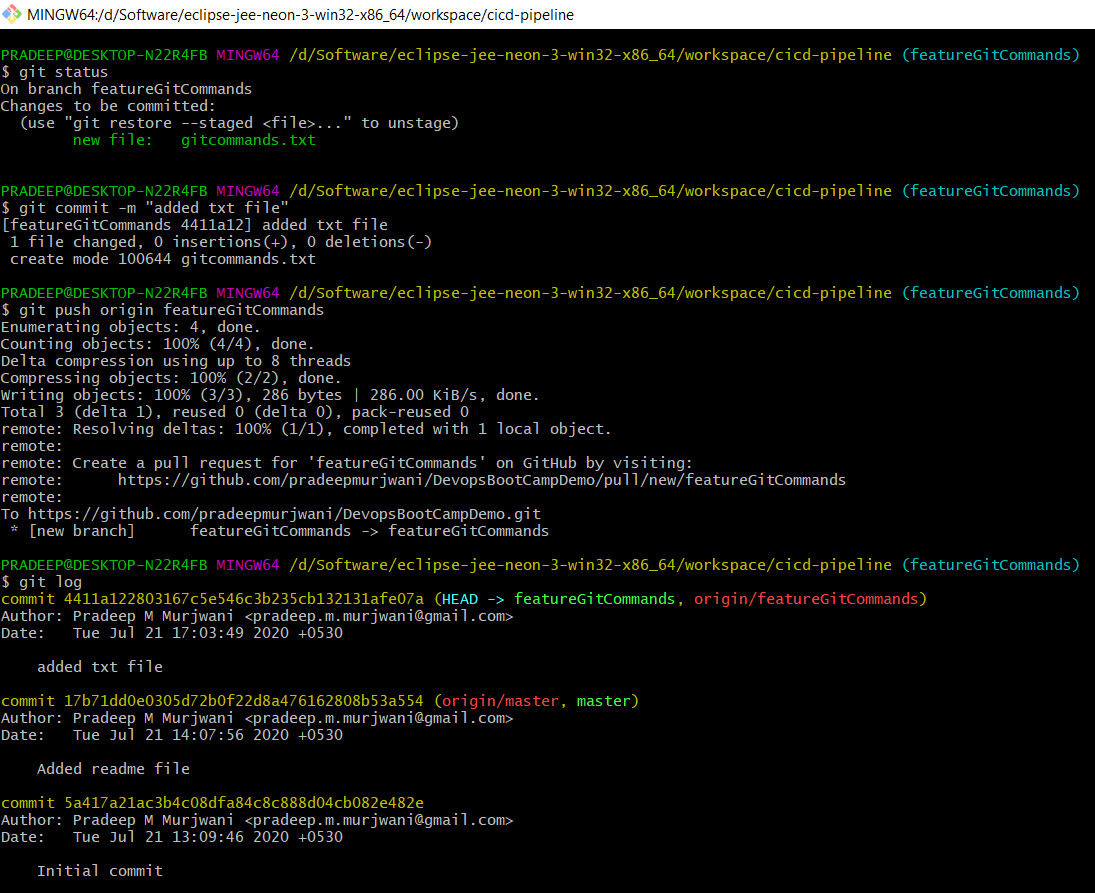 MINGW64:/d/Software/eclipse-jee-neon-3-win32-x86_64/workspace/cicd-pipeline
PRADEEP@DESKTOP-N22R4FB MINGW64 /d/Software/eclipse-jee-neon-3-win32-x86_64/workspace/cicd-pipeline (featureGitCommands)
$ git status
On branch featureGitCommands
Changes to be committed:
  (use "git restore --staged <file>..." to unstage)
        new file:   gitcommands.txt
PRADEEP@DESKTOP-N22R4FB MINGW64 /d/Software/eclipse-jee-neon-3-win32-x86_64/workspace/cicd-pipeline (featureGitCommands)
$ git commit -m "added txt file"
[featureGitCommands 4411a12] added txt file
 1 file changed, 0 insertions(+), 0 deletions(-)
 create mode 100644 gitcommands.txt
PRADEEP@DESKTOP-N22R4FB MINGW64 /d/Software/eclipse-jee-neon-3-win32-x86_64/workspace/cicd-pipeline (featureGitCommands)
$ git push origin featureGitCommands
Enumerating objects: 4, done.
Counting objects: 100% (4/4), done.
Delta compression using up to 8 threads
Compressing objects: 100% (2/2), done.
Writing objects: 100% (3/3), 286 bytes | 286.00 KiB/s, done.
Total 3 (delta 1), reused 0 (delta 0), pack-reused 0
remote: Resolving deltas: 100% (1/1), completed with 1 local object.
remote:
remote: Create a pull request for 'featureGitCommands' on GitHub by visiting:
remote:      https://github.com/pradeepmurjwani/DevopsBootCampDemo/pull/new/featureGitCommands
remote:
To https://github.com/pradeepmurjwani/DevopsBootCampDemo.git
 * [new branch]      featureGitCommands -> featureGitCommands
PRADEEP@DESKTOP-N22R4FB MINGW64 /d/Software/eclipse-jee-neon-3-win32-x86_64/workspace/cicd-pipeline (featureGitCommands)
$ git log
commit 4411a122803167c5e546c3b235cb132131afe07a (HEAD -> featureGitCommands, origin/featureGitCommands)
Author: Pradeep M Murjwani <pradeep.m.murjwani@gmail.com>
Date:   Tue Jul 21 17:03:49 2020 +0530
    added txt file
commit 17b71dd0e0305d72b0f22d8a476162808b53a554 (origin/master, master)
Author: Pradeep M Murjwani <pradeep.m.murjwani@gmail.com>
Date:   Tue Jul 21 14:07:56 2020 +0530
    Added readme file
commit 5a417a21ac3b4c08dfa84c8c888d04cb082e482e
Author: Pradeep M Murjwani <pradeep.m.murjwani@gmail.com>
Date:   Tue Jul 21 13:09:46 2020 +0530
    Initial commit